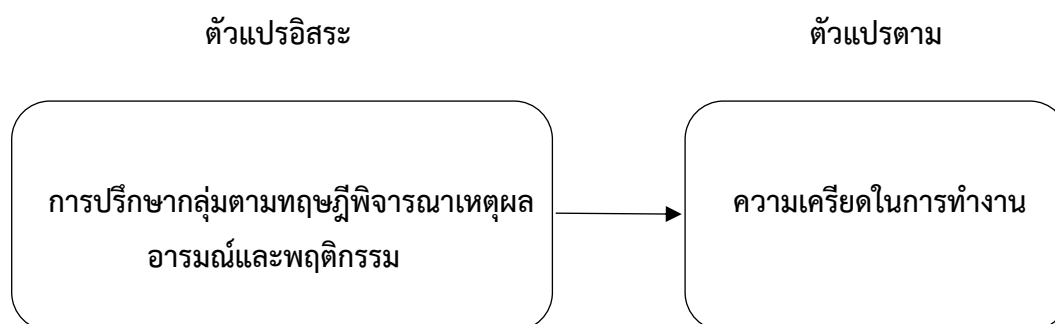 ตัวแปรอิสระ
ตัวแปรตาม
การปรึกษากลุ่มตามทฤษฎีพิจารณาเหตุผล
อารมณ์และพฤติกรรม
ความเครียดในการทำงาน